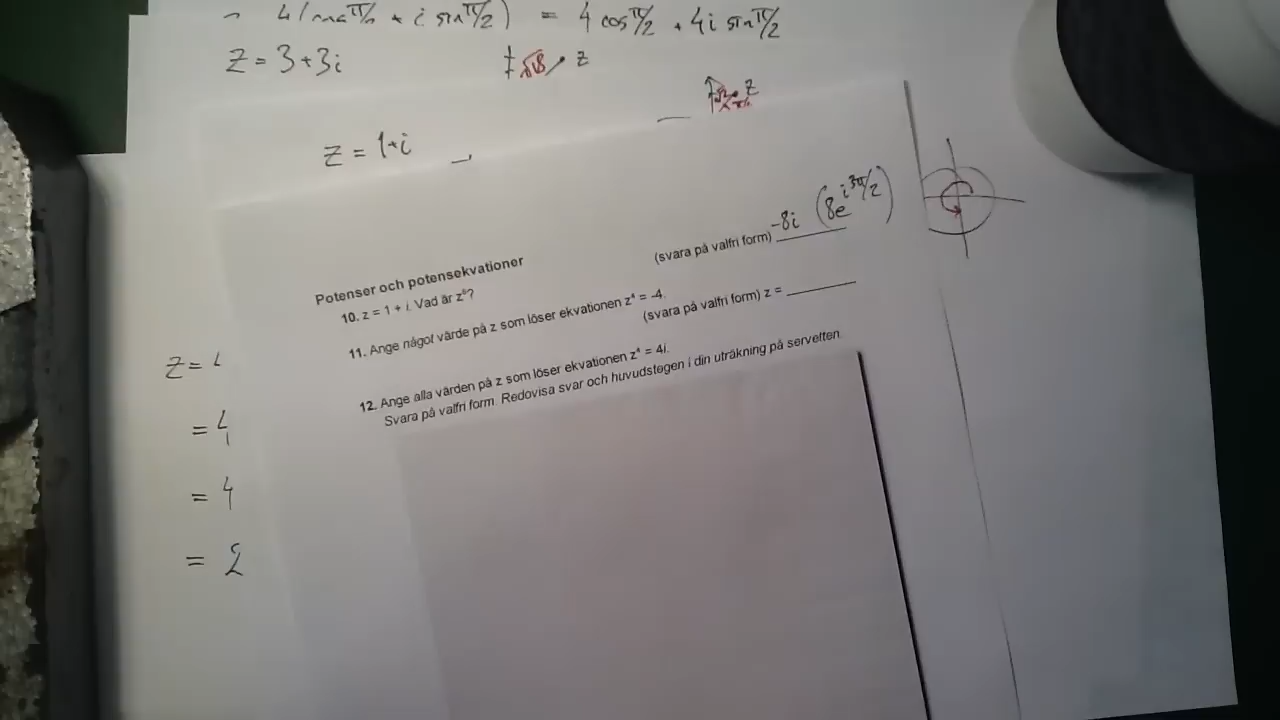 4 cos π/2 + 4i sin π/2
z = 3+3i
√18 z
z
z = 1+i
-8i (8e^{i3π/2})
(svara på valfri form)
Potenser och potensekvationer
10. z = 1 + i. Vad är z⁶?
11. Ange något värde på z som löser ekvationen z⁴ = -4.
(svara på valfri form) z =
12. Ange alla värden på z som löser ekvationen z⁴ = 4i.
Svara på valfri form. Redovisa svar och huvudstegen i din uträkning på servetten.
z =
=
= 4
= 2